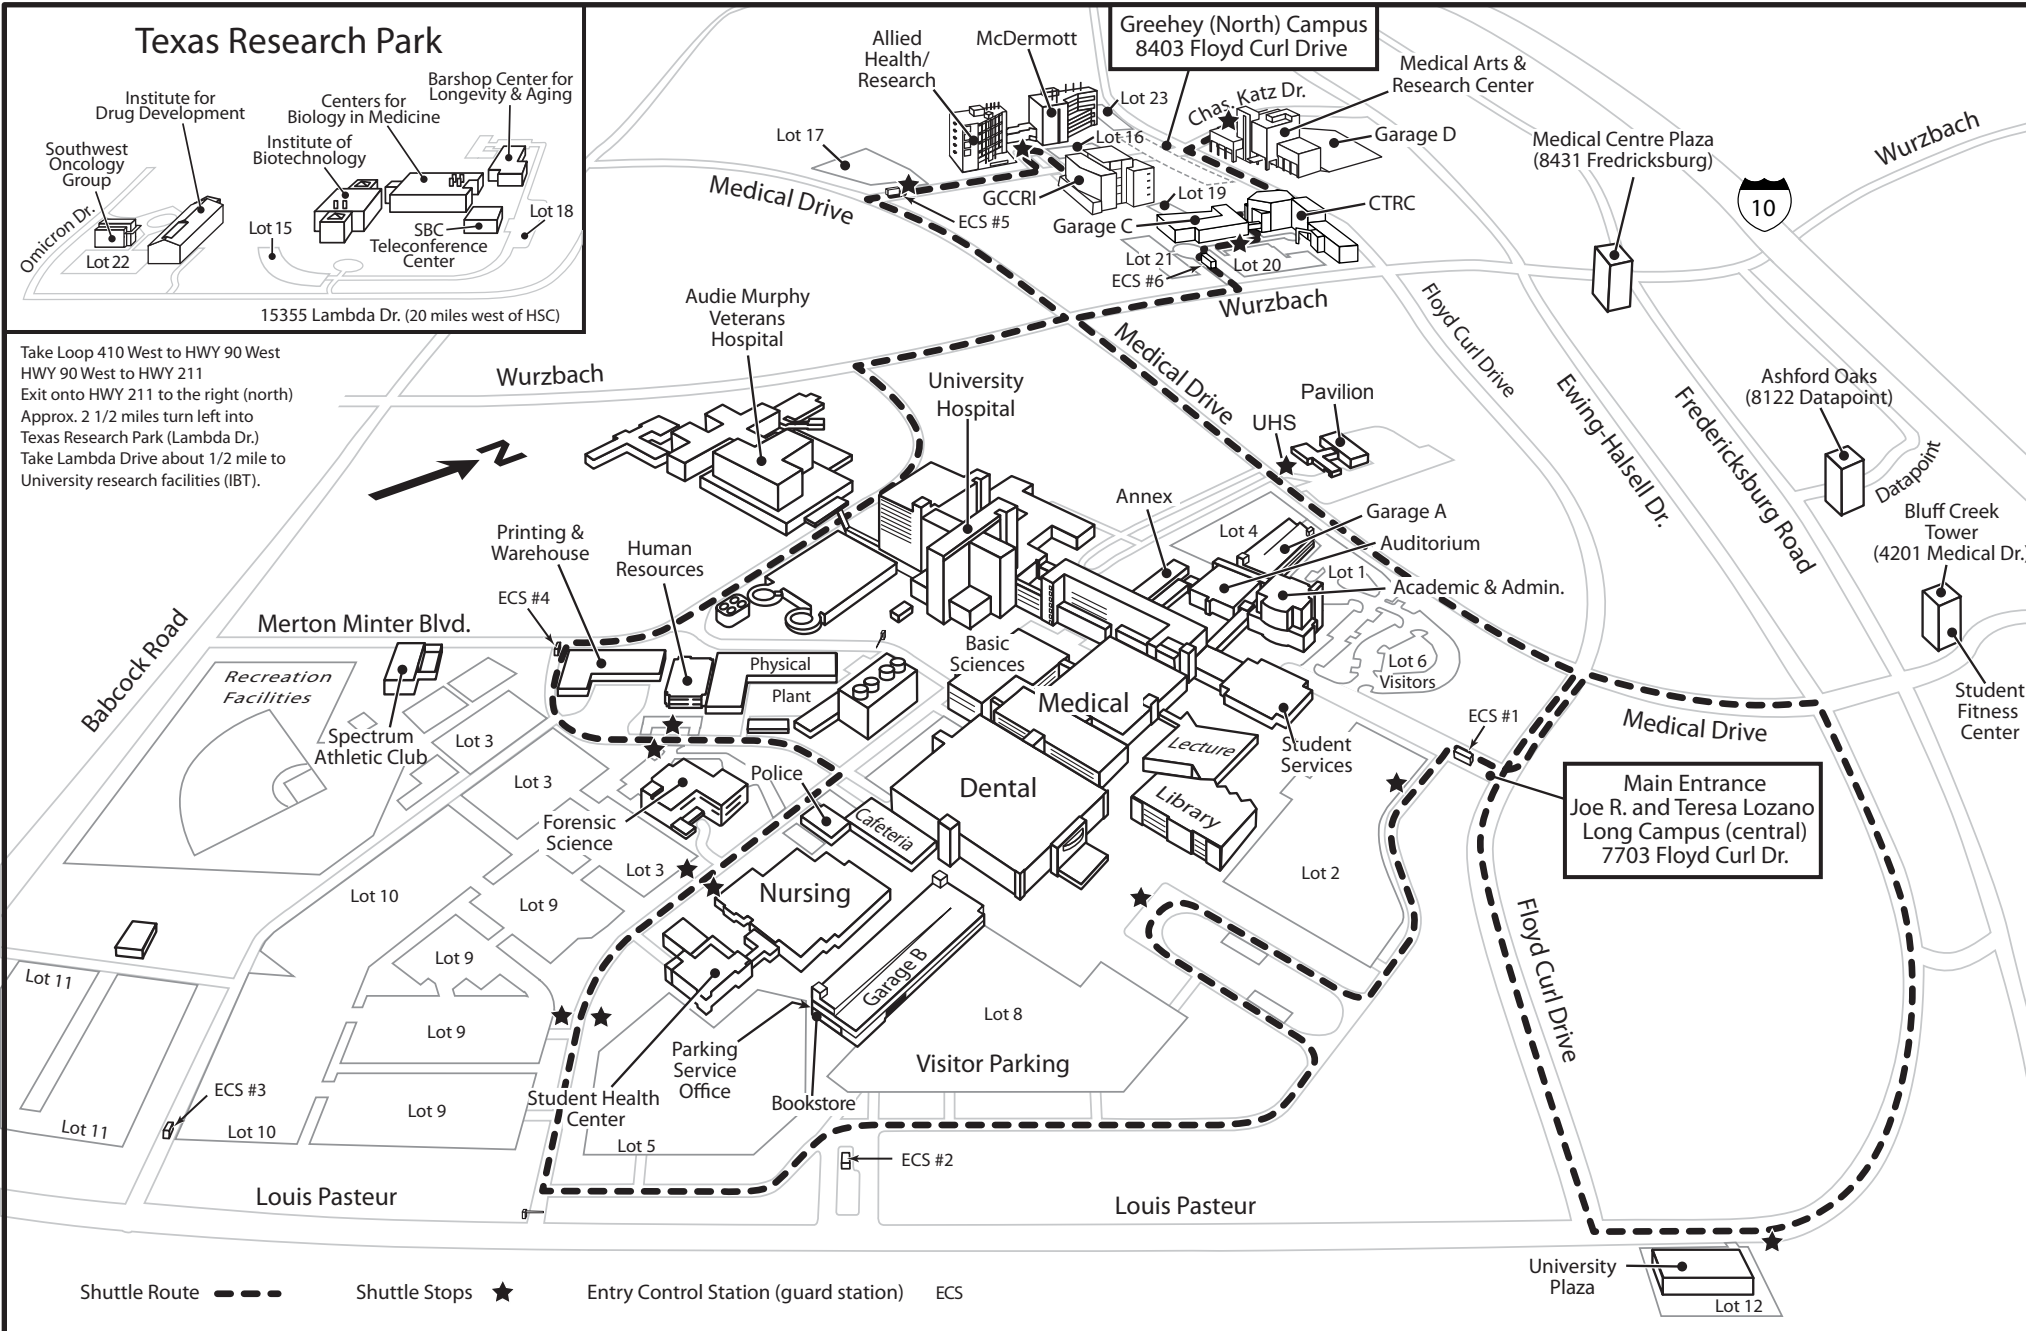 Texas Research Park
Barshop Center for
Longevity & Aging
Institute for
Drug Development
Centers for
Biology in Medicine
Institute of
Biotechnology
Southwest
Oncology
Group
Omicron Dr.
Lot 22
Lot 15
SBC
Teleconference
Center
Lot 18
15355 Lambda Dr. (20 miles west of HSC)
Take Loop 410 West to HWY 90 West
HWY 90 West to HWY 211
Exit onto HWY 211 to the right (north)
Approx. 2 1/2 miles turn left into
Texas Research Park (Lambda Dr.)
Take Lambda Drive about 1/2 mile to
University research facilities (IBT).
N
Greehey (North) Campus
8403 Floyd Curl Drive
Allied
Health/
Research
McDermott
Lot 23
Chas. Katz Dr.
Medical Arts &
Research Center
Garage D
Lot 17
Lot 16
Medical Centre Plaza
(8431 Fredricksburg)
Wurzbach
10
Medical Drive
ECS #5
GCCRI
Lot 19
Garage C
CTRC
Lot 21
Lot 20
ECS #6
Wurzbach
Floyd Curl Drive
Audie Murphy
Veterans
Hospital
Wurzbach
University
Hospital
Medical Drive
Pavilion
UHS
Ewing-Halsell Dr.
Fredericksburg Road
Ashford Oaks
(8122 Datapoint)
Datapoint
Bluff Creek
Tower
(4201 Medical Dr.)
Student
Fitness
Center
Annex
Lot 4
Garage A
Auditorium
Lot 1
Academic & Admin.
Printing &
Warehouse
Human
Resources
ECS #4
Merton Minter Blvd.
Babcock Road
Recreation
Facilities
Spectrum
Athletic Club
Physical
Plant
Basic
Sciences
Medical
Lot 6
Visitors
Lecture
Student
Services
Library
ECS #1
Medical Drive
Main Entrance
Joe R. and Teresa Lozano
Long Campus (central)
7703 Floyd Curl Dr.
Lot 3
Lot 3
Police
Dental
Cafeteria
Forensic
Science
Lot 3
Nursing
Lot 2
Lot 10
Lot 9
Lot 9
Floyd Curl Drive
Garage B
Lot 11
Lot 9
Lot 8
Visitor Parking
Parking
Service
Office
Bookstore
Student Health
Center
ECS #3
Lot 9
Lot 11
Lot 10
Lot 5
ECS #2
Louis Pasteur
Louis Pasteur
University
Plaza
Lot 12
Shuttle Route
Shuttle Stops
Entry Control Station (guard station) ECS